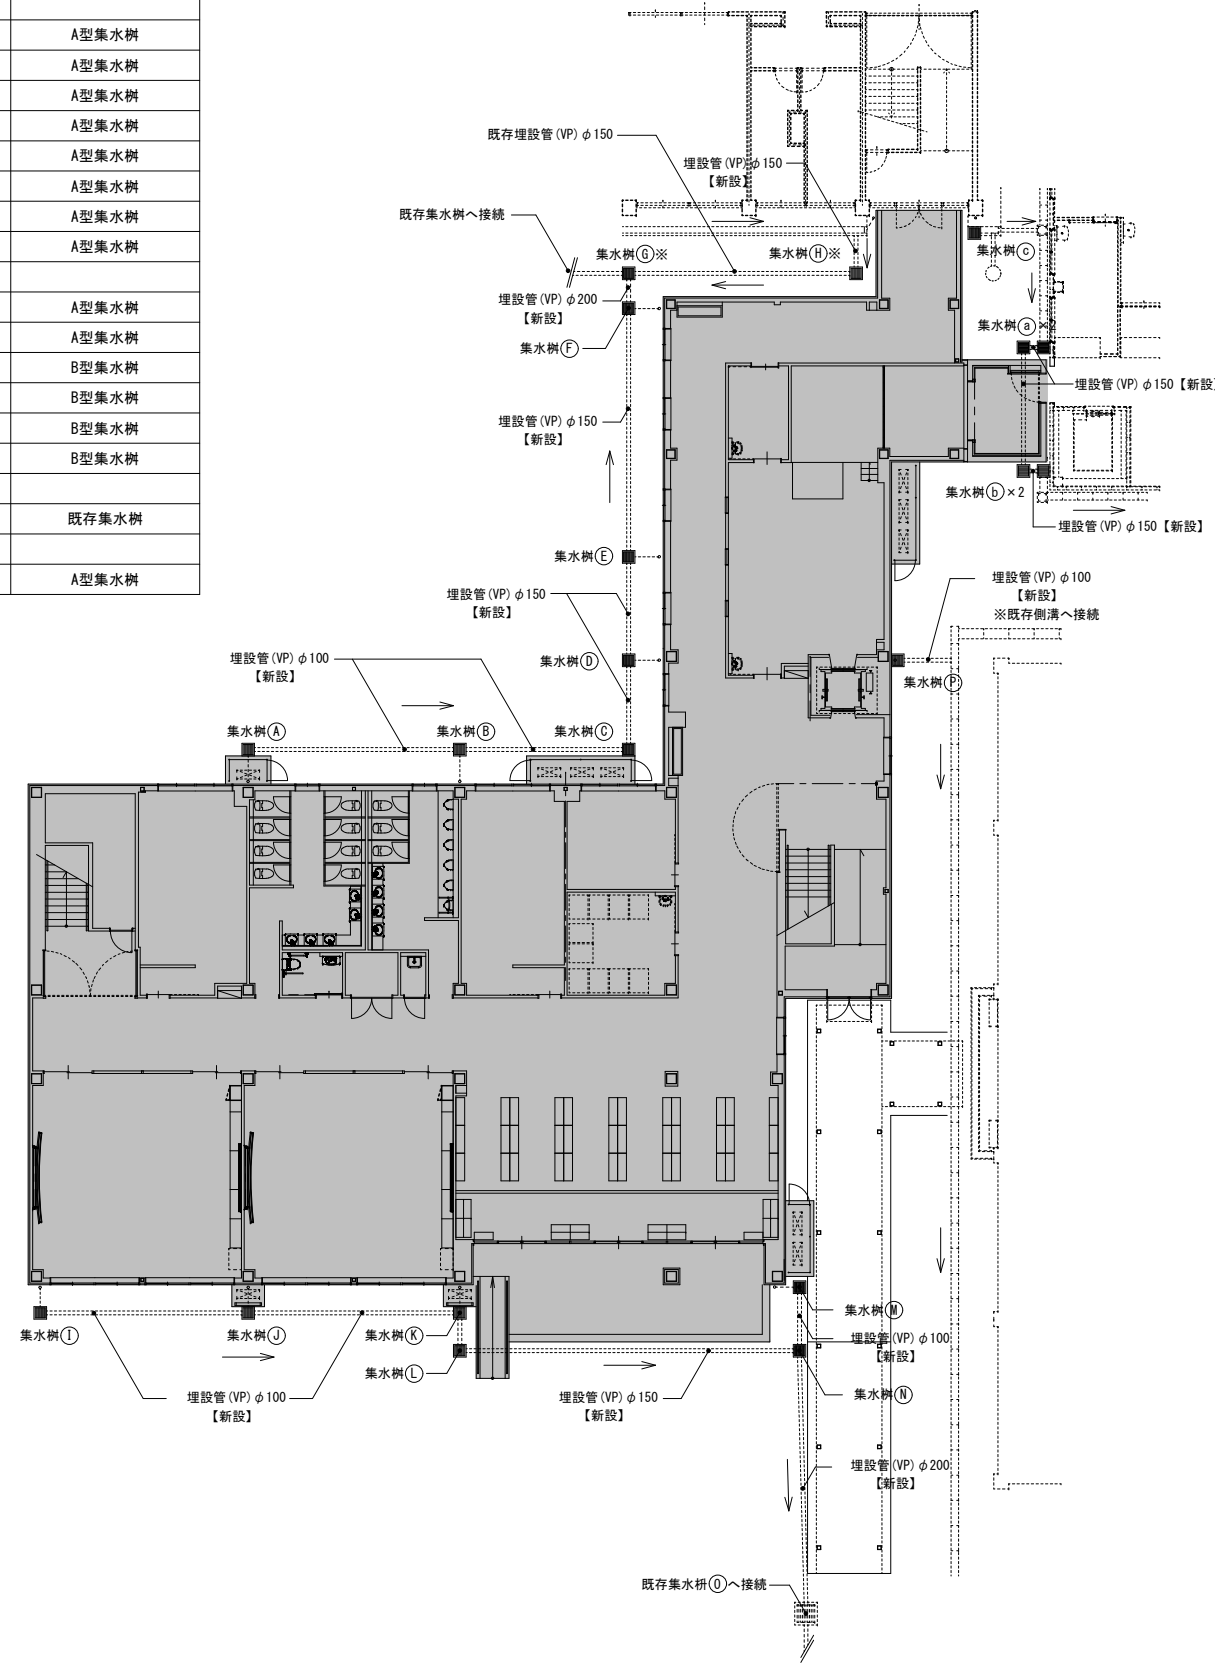 A型集水桝
A型集水桝
A型集水桝
A型集水桝
A型集水桝
A型集水桝
A型集水桝
A型集水桝
A型集水桝
A型集水桝
B型集水桝
B型集水桝
B型集水桝
B型集水桝
既存集水桝
A型集水桝
既存埋設管(VP)φ150
埋設管(VP)φ150
【新設】
既存集水桝へ接続
集水桝Ⓖ※
集水桝Ⓗ※
集水桝ⓒ
埋設管(VP)φ200
【新設】
集水桝Ⓕ
集水桝ⓐ×2
埋設管(VP)φ150【新設】
埋設管(VP)φ150
【新設】
集水桝ⓑ×2
埋設管(VP)φ150【新設】
集水桝Ⓔ
埋設管(VP)φ150
【新設】
埋設管(VP)φ100
【新設】
※既存側溝へ接続
集水桝Ⓓ
集水桝Ⓟ
埋設管(VP)φ100
【新設】
集水桝Ⓐ
集水桝Ⓑ
集水桝Ⓒ
集水桝Ⓘ
集水桝Ⓙ
集水桝Ⓚ
集水桝Ⓛ
集水桝Ⓜ
埋設管(VP)φ100
【新設】
集水桝Ⓝ
埋設管(VP)φ100
【新設】
埋設管(VP)φ150
【新設】
埋設管(VP)φ200
【新設】
既存集水枡Ⓞへ接続